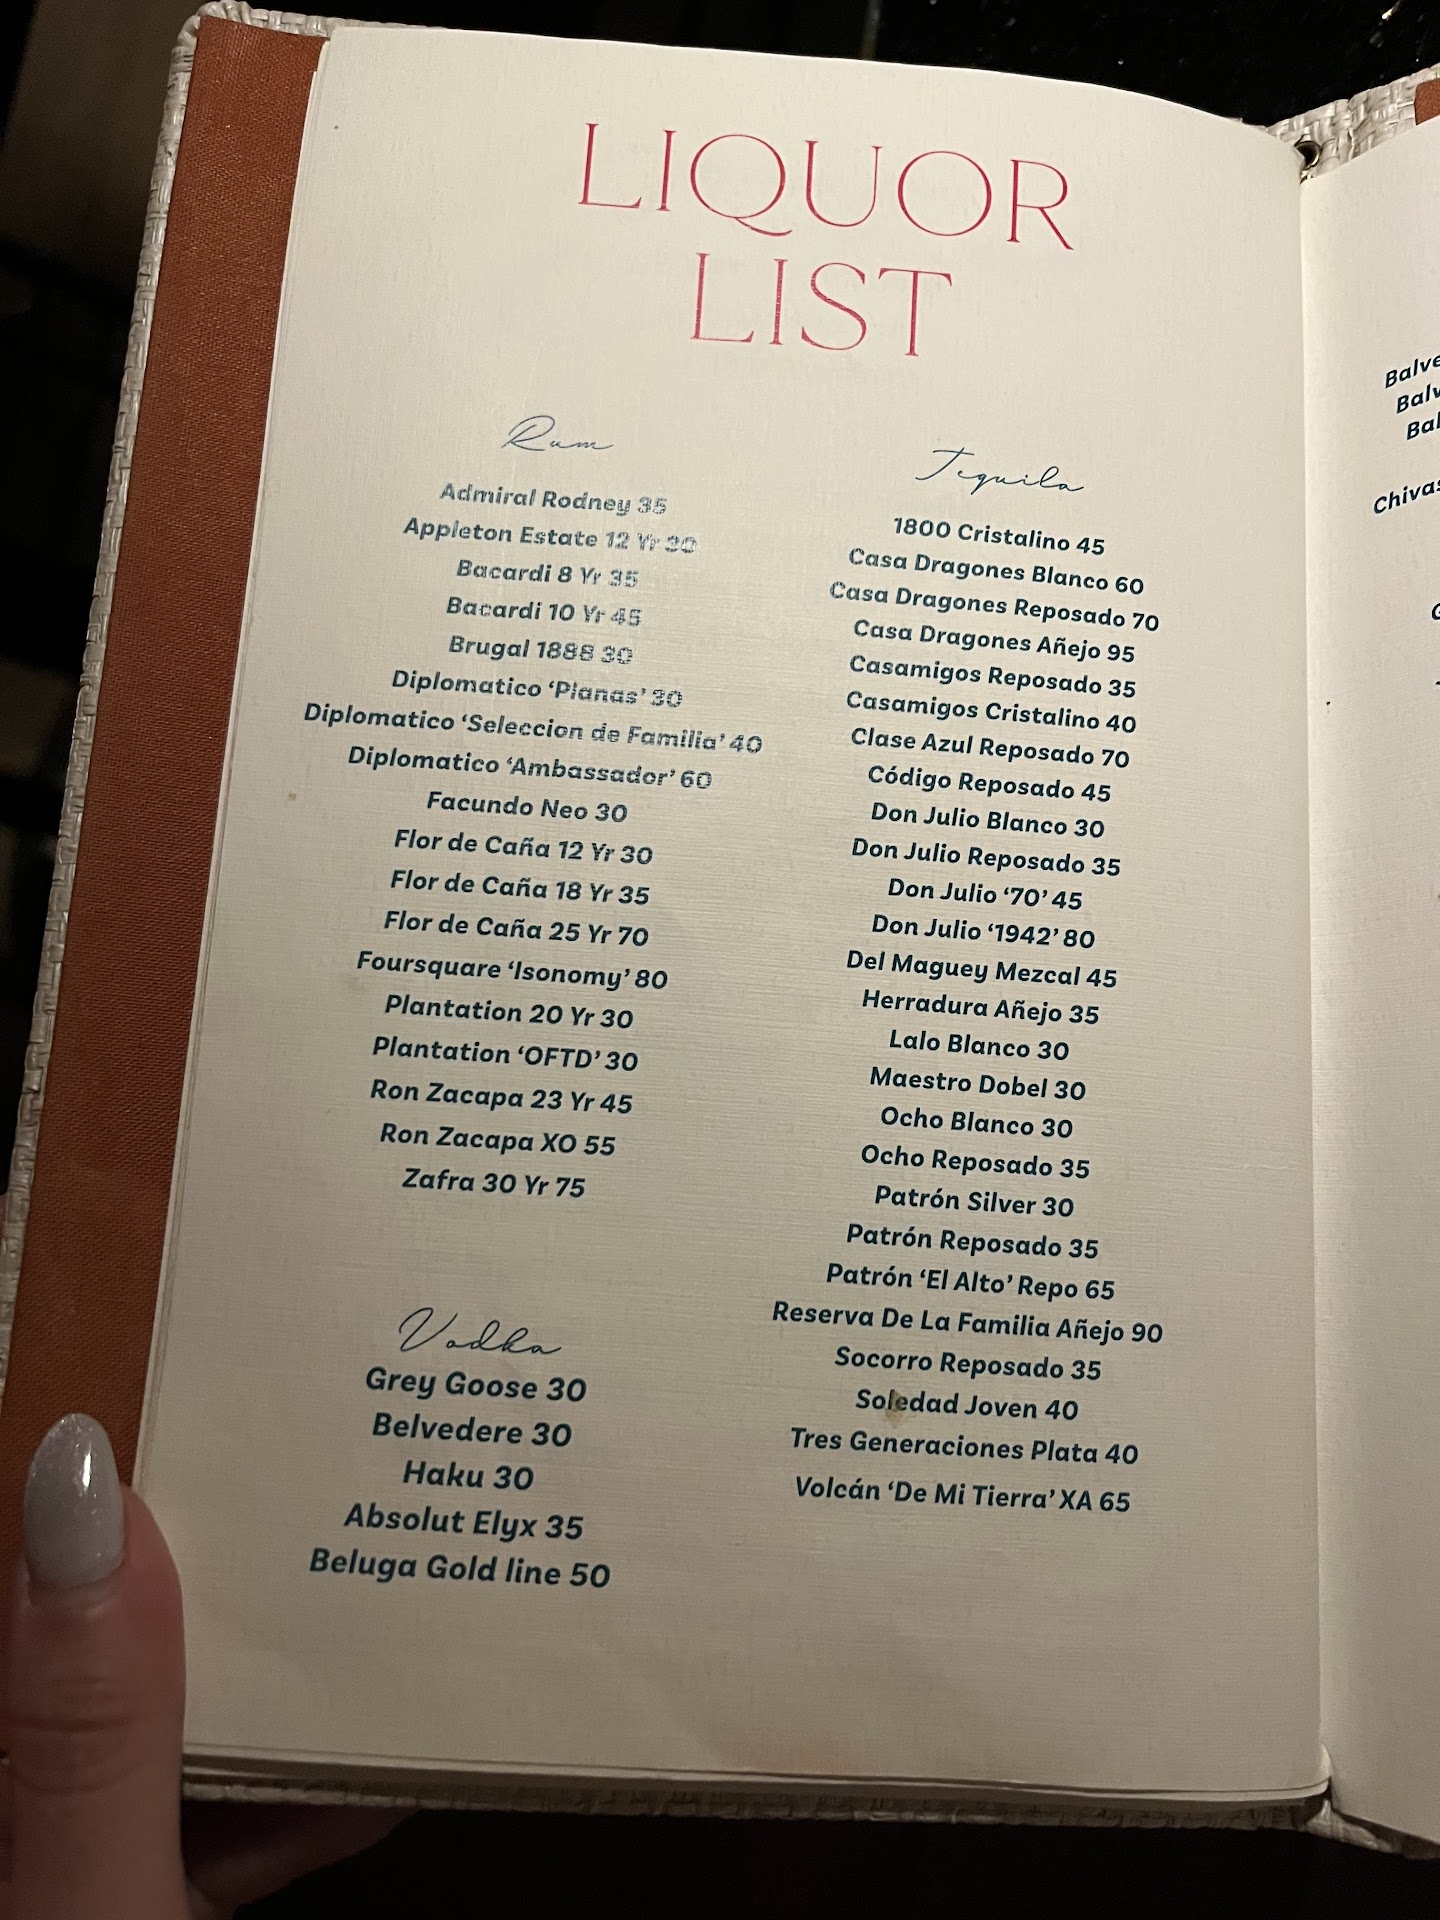 LIQUOR
LIST
Rum
Admiral Rodney 35
Appleton Estate 12 Yr 30
Bacardi 8 Yr 35
Bacardi 10 Yr 45
Brugal 1888 30
Diplomatico ‘Planas’ 30
Diplomatico ‘Seleccion de Familia’ 40
Diplomatico ‘Ambassador’ 60
Facundo Neo 30
Flor de Caña 12 Yr 30
Flor de Caña 18 Yr 35
Flor de Caña 25 Yr 70
Foursquare ‘Isonomy’ 80
Plantation 20 Yr 30
Plantation ‘OFTD’ 30
Ron Zacapa 23 Yr 45
Ron Zacapa XO 55
Zafra 30 Yr 75
Vodka
Grey Goose 30
Belvedere 30
Haku 30
Absolut Elyx 35
Beluga Gold line 50
Tequila
1800 Cristalino 45
Casa Dragones Blanco 60
Casa Dragones Reposado 70
Casa Dragones Añejo 95
Casamigos Reposado 35
Casamigos Cristalino 40
Clase Azul Reposado 70
Código Reposado 45
Don Julio Blanco 30
Don Julio Reposado 35
Don Julio ‘70’ 45
Don Julio ‘1942’ 80
Del Maguey Mezcal 45
Herradura Añejo 35
Lalo Blanco 30
Maestro Dobel 30
Ocho Blanco 30
Ocho Reposado 35
Patrón Silver 30
Patrón Reposado 35
Patrón ‘El Alto’ Repo 65
Reserva De La Familia Añejo 90
Socorro Reposado 35
Soledad Joven 40
Tres Generaciones Plata 40
Volcán ‘De Mi Tierra’ XA 65